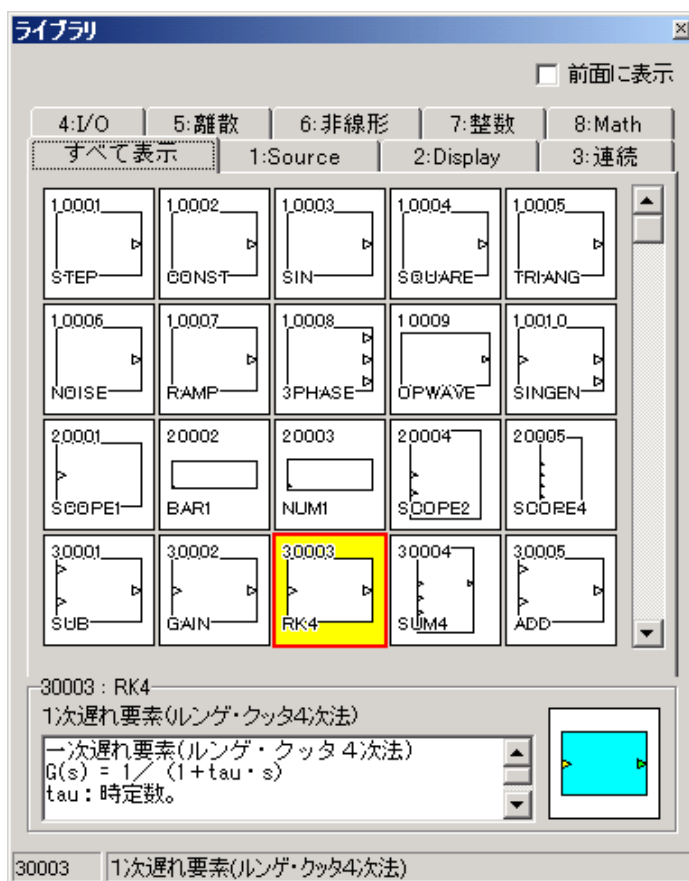 ライブラリ
前面に表示
4:I/O 5:離散 6:非線形 7:整数 8:Math
すべて表示 1:Source 2:Display 3:連続
10001 10002 10003 10004 10005
STEP CONST SIN SQUARE TRIANG
10006 10007 10008 10009 10010
NOISE RAMP 3PHASE OPWAVE SINGEN
20001 20002 20003 20004 20005
SCOPE1 BAR1 NUM1 SCOPE2 SCOPE4
30001 30002 30003 30004 30005
SUB GAIN RK4 SUM4 ADD
30003 : RK4
1次遅れ要素(ルンゲ・クッタ4次法)
一次遅れ要素(ルンゲ・クッタ4次法)
G(s) = 1／ (1+tau・s)
tau：時定数。
30003 1次遅れ要素(ルンゲ・クッタ4次法)